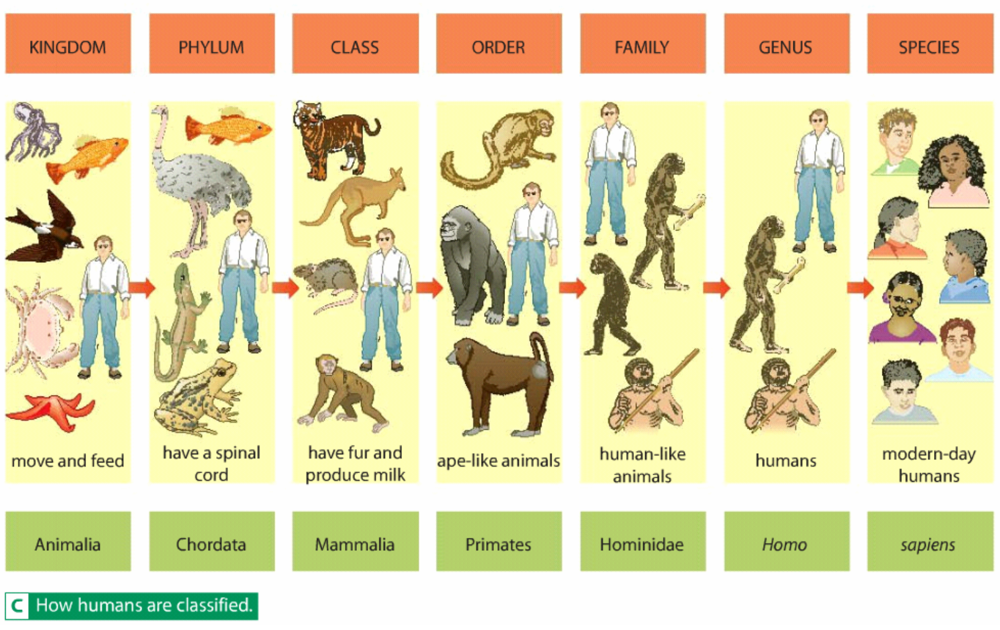 KINGDOM
PHYLUM
CLASS
ORDER
FAMILY
GENUS
SPECIES
move and feed
have a spinal
cord
have fur and
produce milk
ape-like animals
human-like
animals
humans
modern-day
humans
Animalia
Chordata
Mammalia
Primates
Hominidae
Homo
sapiens
C How humans are classified.